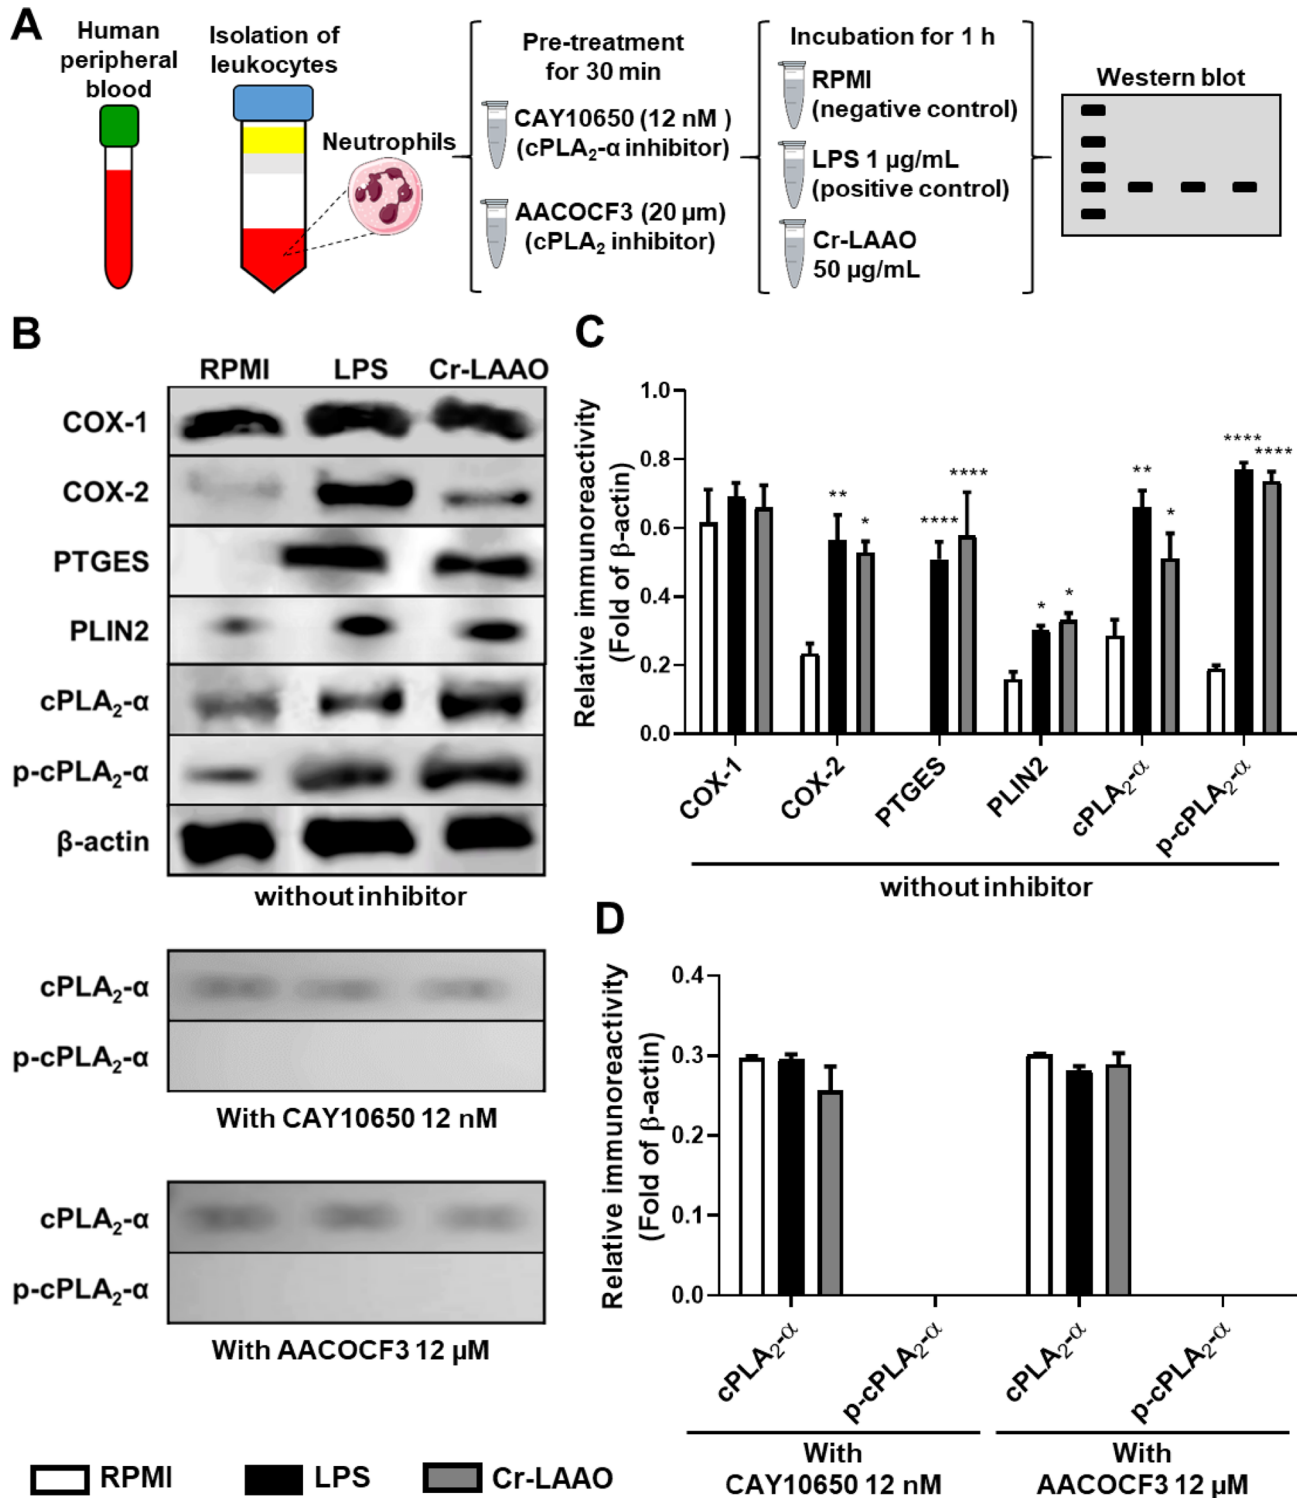 A
Human
peripheral
blood
Isolation of
leukocytes
Neutrophils
Pre-treatment
for 30 min
CAY10650 (12 nM )
(cPLA₂-α inhibitor)
AACOCF3 (20 µm)
(cPLA₂ inhibitor)
Incubation for 1 h
RPMI
(negative control)
LPS 1 µg/mL
(positive control)
Cr-LAAO
50 µg/mL
Western blot
B
RPMI LPS Cr-LAAO
COX-1
COX-2
PTGES
PLIN2
cPLA₂-α
p-cPLA₂-α
β-actin
without inhibitor
cPLA₂-α
p-cPLA₂-α
With CAY10650 12 nM
cPLA₂-α
p-cPLA₂-α
With AACOCF3 12 µM
C
Relative immunoreactivity
(Fold of β-actin)
1.0
0.8
0.6
0.4
0.2
0.0
** *
**** ****
* *
** *
**** ****
COX-1
COX-2
PTGES
PLIN2
cPLA₂-α
p-cPLA₂-α
without inhibitor
D
Relative immunoreactivity
(Fold of β-actin)
0.4
0.3
0.2
0.1
0.0
cPLA₂-α
p-cPLA₂-α
cPLA₂-α
p-cPLA₂-α
With
CAY10650 12 nM
With
AACOCF3 12 µM
RPMI LPS Cr-LAAO